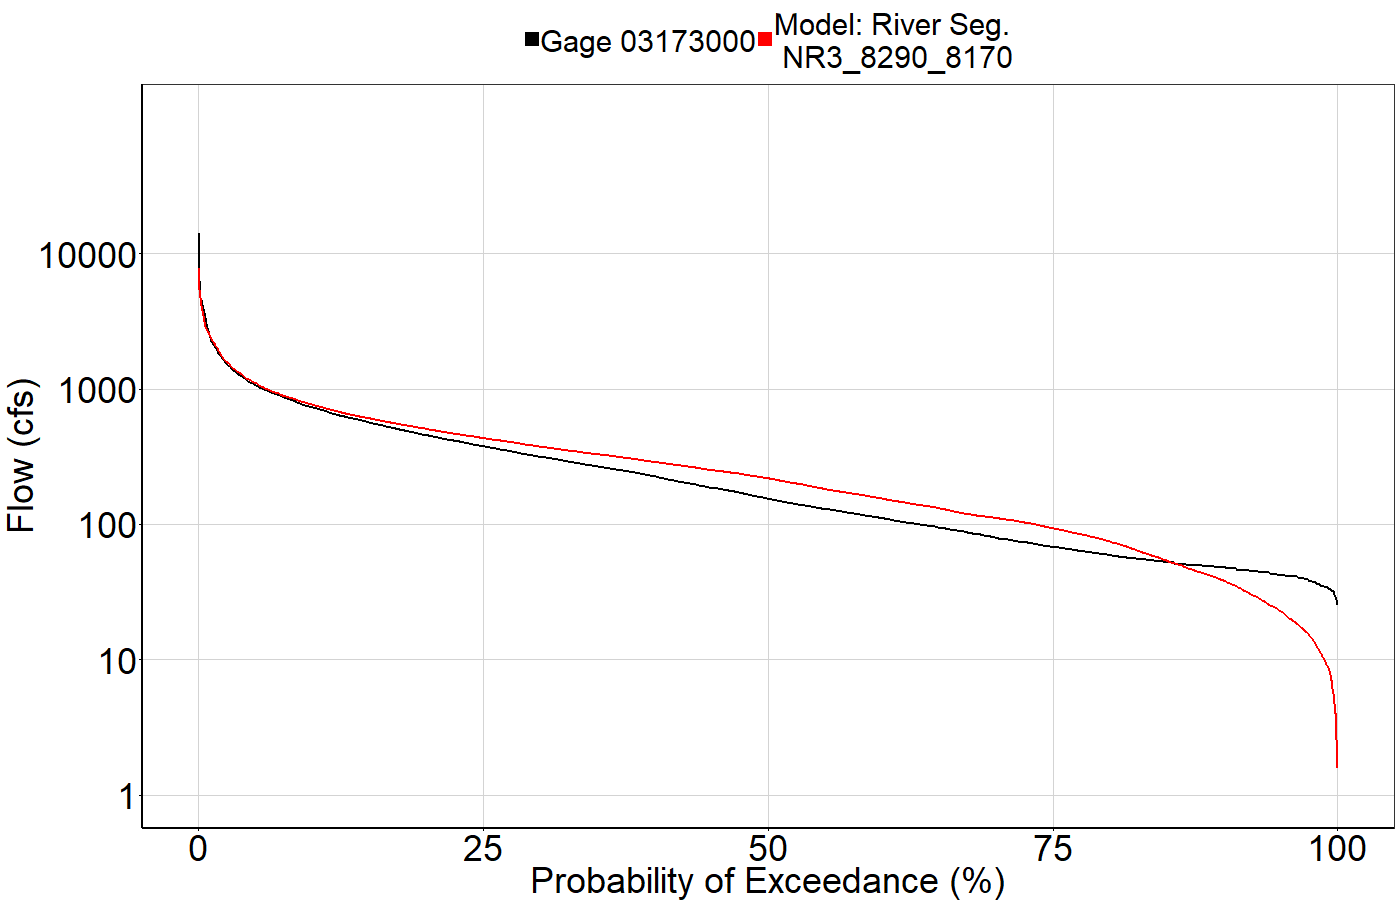 Gage 03173000
Model: River Seg.
NR3_8290_8170
Flow (cfs)
10000
1000
100
10
1
0 25 50 75 100
Probability of Exceedance (%)